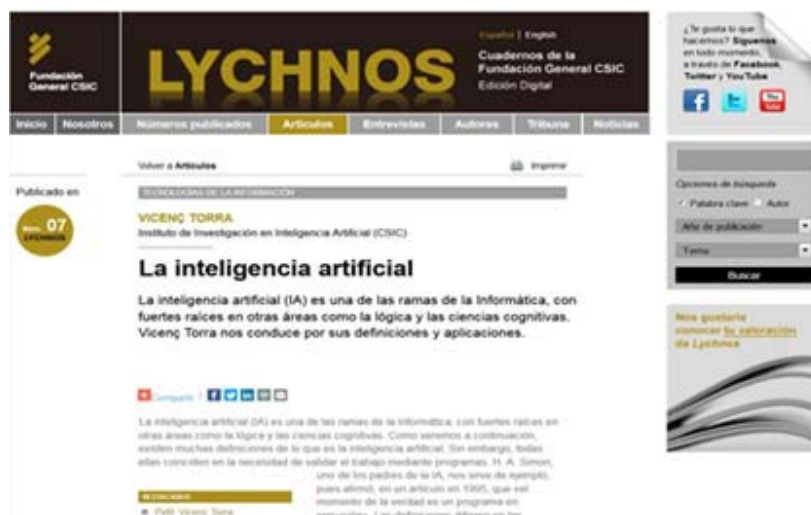 Fundación
General CSIC
LYCHNOS
Español | English
Cuadernos de la
Fundación General CSIC
Edición Digital
Inicio Nosotros Números publicados Artículos Entrevistas Autores Tribuna Noticias
Volver a Artículos
Imprimir
Publicado en
Núm. 07
LYCHNOS
TECNOLOGÍAS DE LA INFORMACIÓN
VICENÇ TORRA
Instituto de Investigación en Inteligencia Artificial (CSIC)
La inteligencia artificial
La inteligencia artificial (IA) es una de las ramas de la Informática, con
fuertes raíces en otras áreas como la lógica y las ciencias cognitivas.
Vicenç Torra nos conduce por sus definiciones y aplicaciones.
Compartir |
La inteligencia artificial (IA) es una de las ramas de la Informática, con fuertes raíces en
otras áreas como la lógica y las ciencias cognitivas. Como veremos a continuación,
existen muchas definiciones de lo que es la inteligencia artificial. Sin embargo, todas
ellas coinciden en la necesidad de validar el trabajo mediante programas. H. A. Simon,
uno de los padres de la IA, nos sirve de ejemplo,
pues afirmó, en un artículo en 1995, que «el
momento de la verdad es un programa en
Perfil Vicenç Torra
¿Te gusta lo que
hacemos? Síguenos
en todo momento,
a través de Facebook,
Twitter y YouTube
Opciones de búsqueda
Palabra clave Autor
Año de publicación
Tema
Buscar
Nos gustaría
conocer tu valoración
de Lychnos